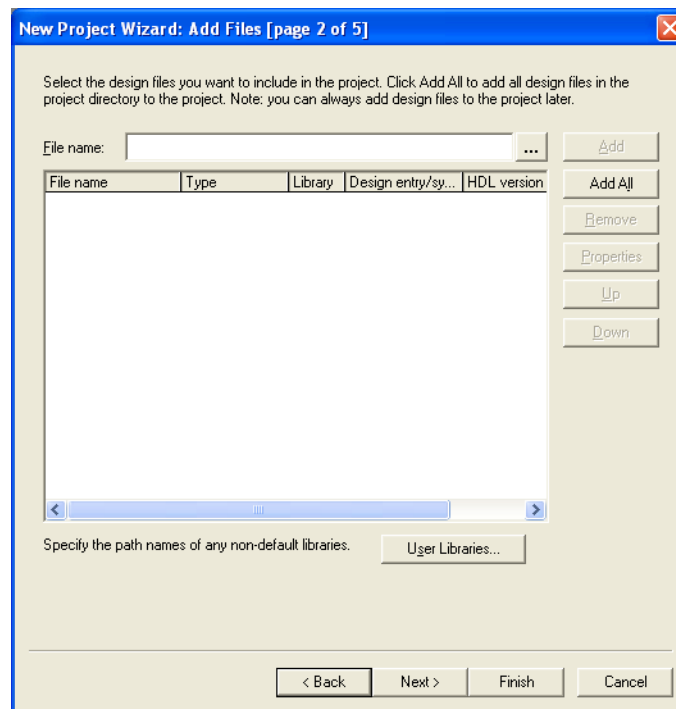 New Project Wizard: Add Files [page 2 of 5]
Select the design files you want to include in the project. Click Add All to add all design files in the
project directory to the project. Note: you can always add design files to the project later.
File name:
...
Add
File name Type Library Design entry/sy... HDL version
Add All
Remove
Properties
Up
Down
Specify the path names of any non-default libraries.
User Libraries...
< Back Next > Finish Cancel